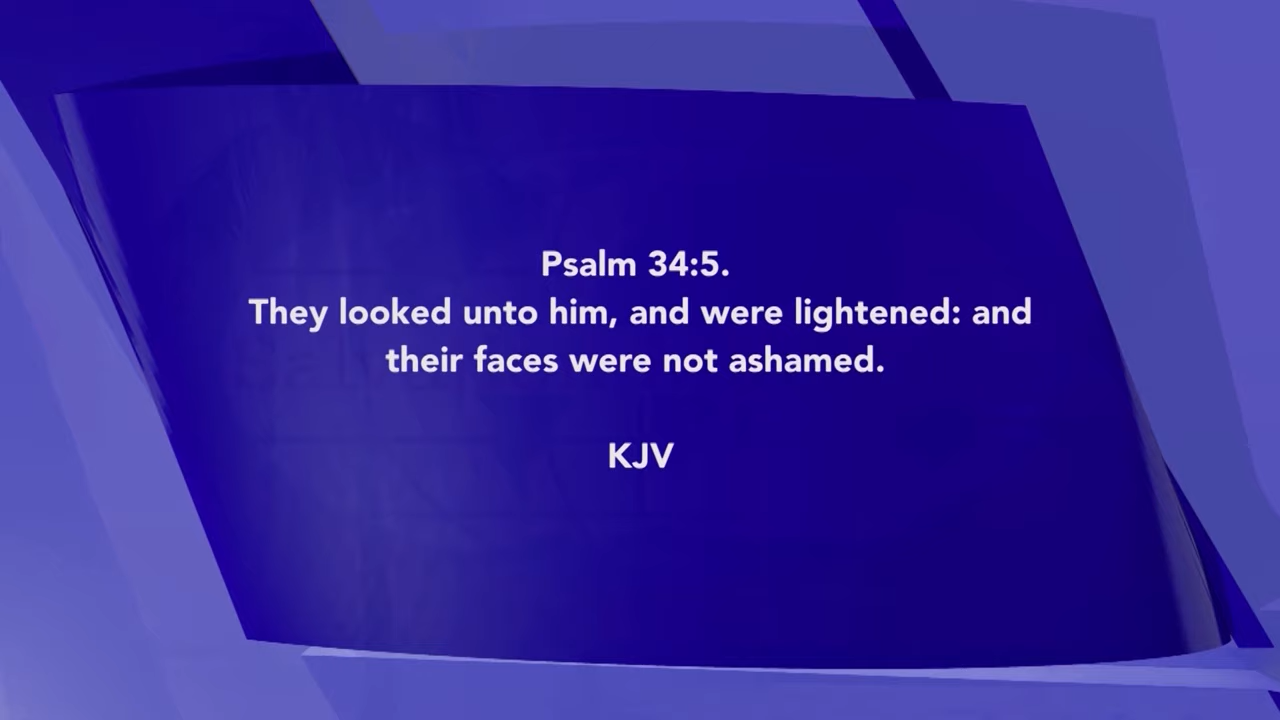 Psalm 34:5.
They looked unto him, and were lightened: and
their faces were not ashamed.
KJV